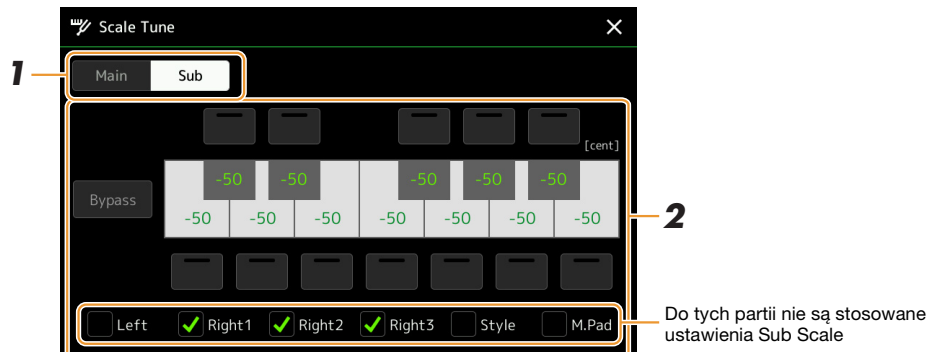 Scale Tune
1
Main Sub
[cent]
-50 -50 -50 -50 -50
Bypass
-50 -50 -50 -50 -50 -50 -50
2
Left Right1 Right2 Right3 Style M.Pad
Do tych partii nie są stosowane
ustawienia Sub Scale